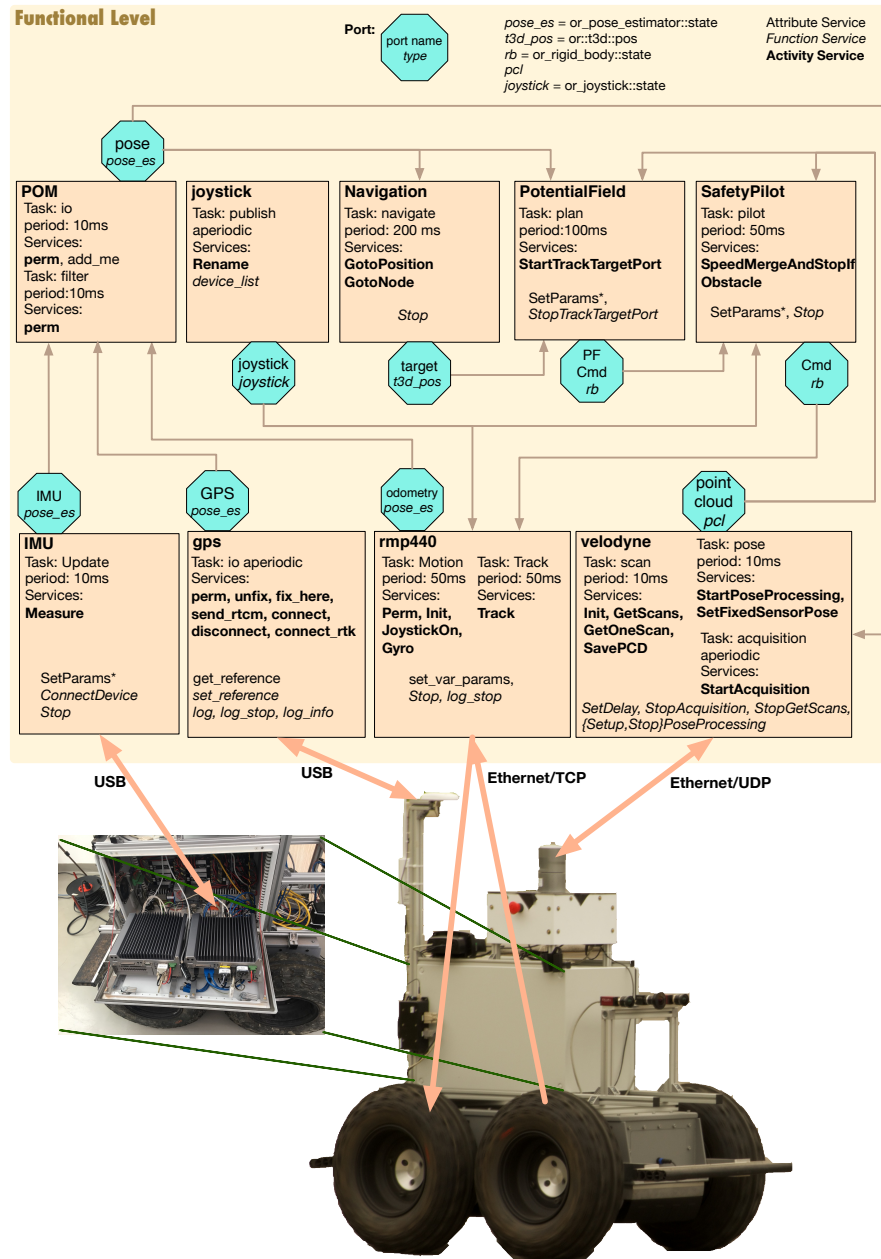 Functional Level
Port:
port name
type
pose_es = or_pose_estimator::state
t3d_pos = or::t3d::pos
rb = or_rigid_body::state
pcl
joystick = or_joystick::state
Attribute Service
Function Service
Activity Service
pose
pose_es
POM
Task: io
period: 10ms
Services:
perm, add_me
Task: filter
period:10ms
Services:
perm
joystick
Task: publish
aperiodic
Services:
Rename
device_list
Navigation
Task: navigate
period: 200 ms
Services:
GotoPosition
GotoNode
Stop
PotentialField
Task: plan
period:100ms
Services:
StartTrackTargetPort
SetParams*,
StopTrackTargetPort
SafetyPilot
Task: pilot
period: 50ms
Services:
SpeedMergeAndStopIf
Obstacle
SetParams*, Stop
joystick
joystick
target
t3d_pos
PF
Cmd
rb
Cmd
rb
IMU
pose_es
GPS
pose_es
odometry
pose_es
point
cloud
pcl
IMU
Task: Update
period: 10ms
Services:
Measure
SetParams*
ConnectDevice
Stop
gps
Task: io aperiodic
Services:
perm, unfix, fix_here,
send_rtcm, connect,
disconnect, connect_rtk
get_reference
set_reference
log, log_stop, log_info
rmp440
Task: Motion
period: 50ms
Services:
Perm, Init,
JoystickOn,
Gyro
Task: Track
period: 50ms
Services:
Track
set_var_params,
Stop, log_stop
velodyne
Task: scan
period: 10ms
Services:
Init, GetScans,
GetOneScan,
SavePCD
Task: pose
period: 10ms
Services:
StartPoseProcessing,
SetFixedSensorPose
Task: acquisition
aperiodic
Services:
StartAcquisition
SetDelay, StopAcquisition, StopGetScans,
{Setup,Stop}PoseProcessing
USB
USB
Ethernet/TCP
Ethernet/UDP